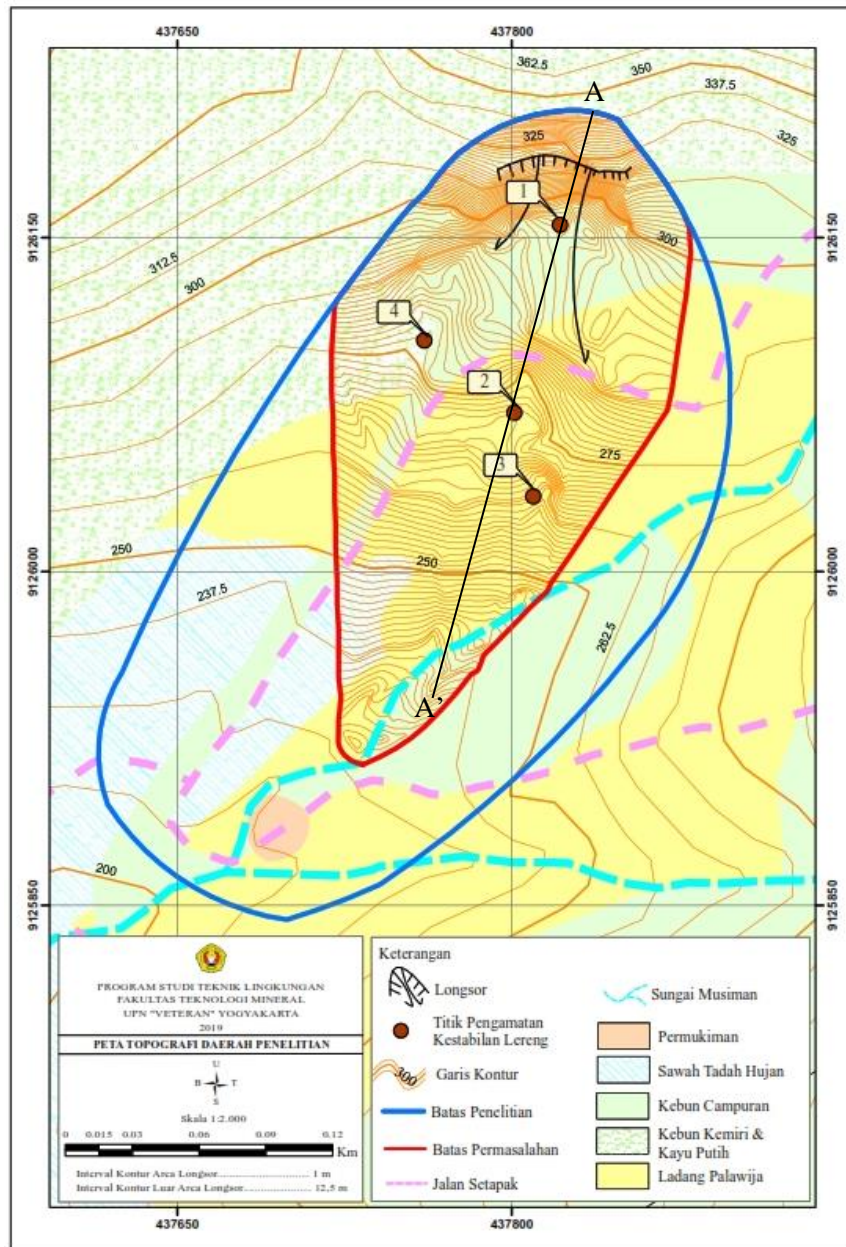 437650 437800
362.5
350
337.5
325
A
325
1
9126150 9126150
300
312.5
300
4
2
275
3
250
250
9126000 9126000
237.5
262.5
A’
200
9125850 9125850
PROGRAM STUDI TEKNIK LINGKUNGAN
FAKULTAS TEKNOLOGI MINERAL
UPN "VETERAN" YOGYAKARTA
2019
PETA TOPOGRAFI DAERAH PENELITIAN
U
B T
S
Skala 1:2.000
0 0.015 0.03 0.06 0.09 0.12
Km
Interval Kontur Area Longsor................................ 1 m
Interval Kontur Luar Area Longsor........................ 12,5 m
Keterangan
Longsor
Titik Pengamatan
Kestabilan Lereng
300
Garis Kontur
Batas Penelitian
Batas Permasalahan
Jalan Setapak
Sungai Musiman
Permukiman
Sawah Tadah Hujan
Kebun Campuran
Kebun Kemiri &
Kayu Putih
Ladang Palawija
437650 437800